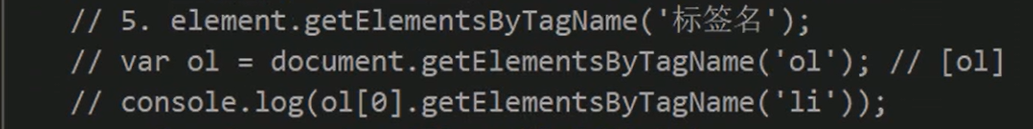 // 5. element.getElementsByTagName('标签名');
// var ol = document.getElementsByTagName('ol'); // [ol]
// console.log(ol[0].getElementsByTagName('li'));